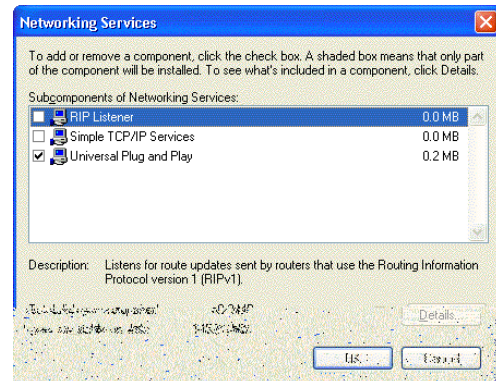 Networking Services
To add or remove a component, click the check box. A shaded box means that only part
of the component will be installed. To see what's included in a component, click Details.
Subcomponents of Networking Services:
RIP Listener 0.0 MB
Simple TCP/IP Services 0.0 MB
Universal Plug and Play 0.2 MB
Description: Listens for route updates sent by routers that use the Routing Information
Protocol version 1 (RIPv1).
Details...
Cancel